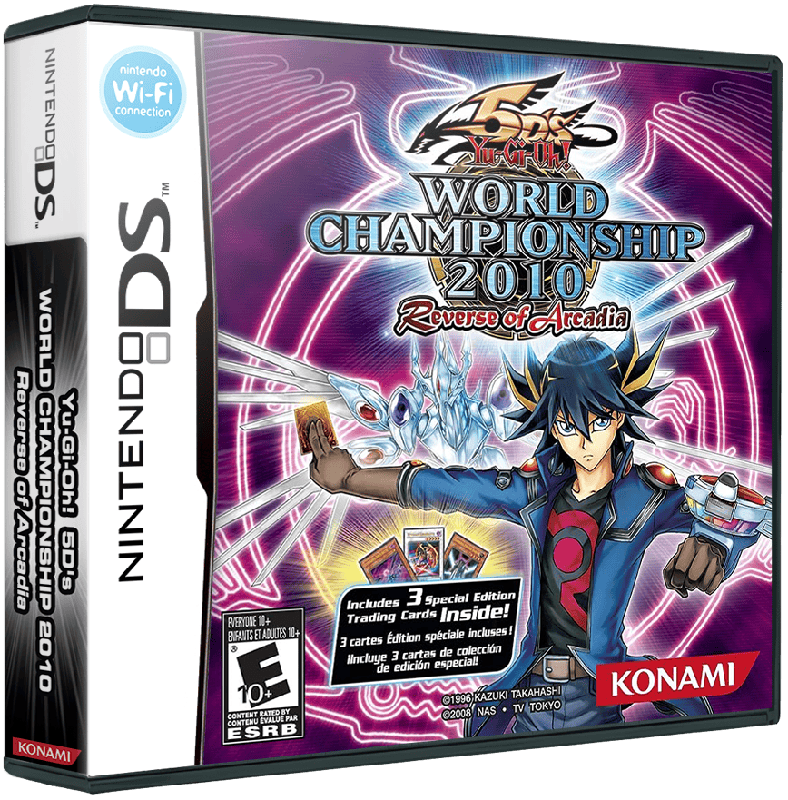 NINTENDO DS™
Yu-Gi-Oh! 5D's
WORLD CHAMPIONSHIP 2010
Reverse of Arcadia
KONAMI
nintendo
Wi-Fi
connection
NINTENDO DS™
5D's
Yu-Gi-Oh!
WORLD
CHAMPIONSHIP
2010
Reverse of Arcadia
Includes 3 Special Edition
Trading Cards Inside!
3 cartes Édition spéciale incluses!
¡Incluye 3 cartas de colección
de edición especial!
EVERYONE 10+
ENFANTS ET ADULTES 10+
E
10+
CONTENT RATED BY
CONTENU ÉVALUÉ PAR
ESRB
©1996 KAZUKI TAKAHASHI
©2008 NAS • TV TOKYO
KONAMI